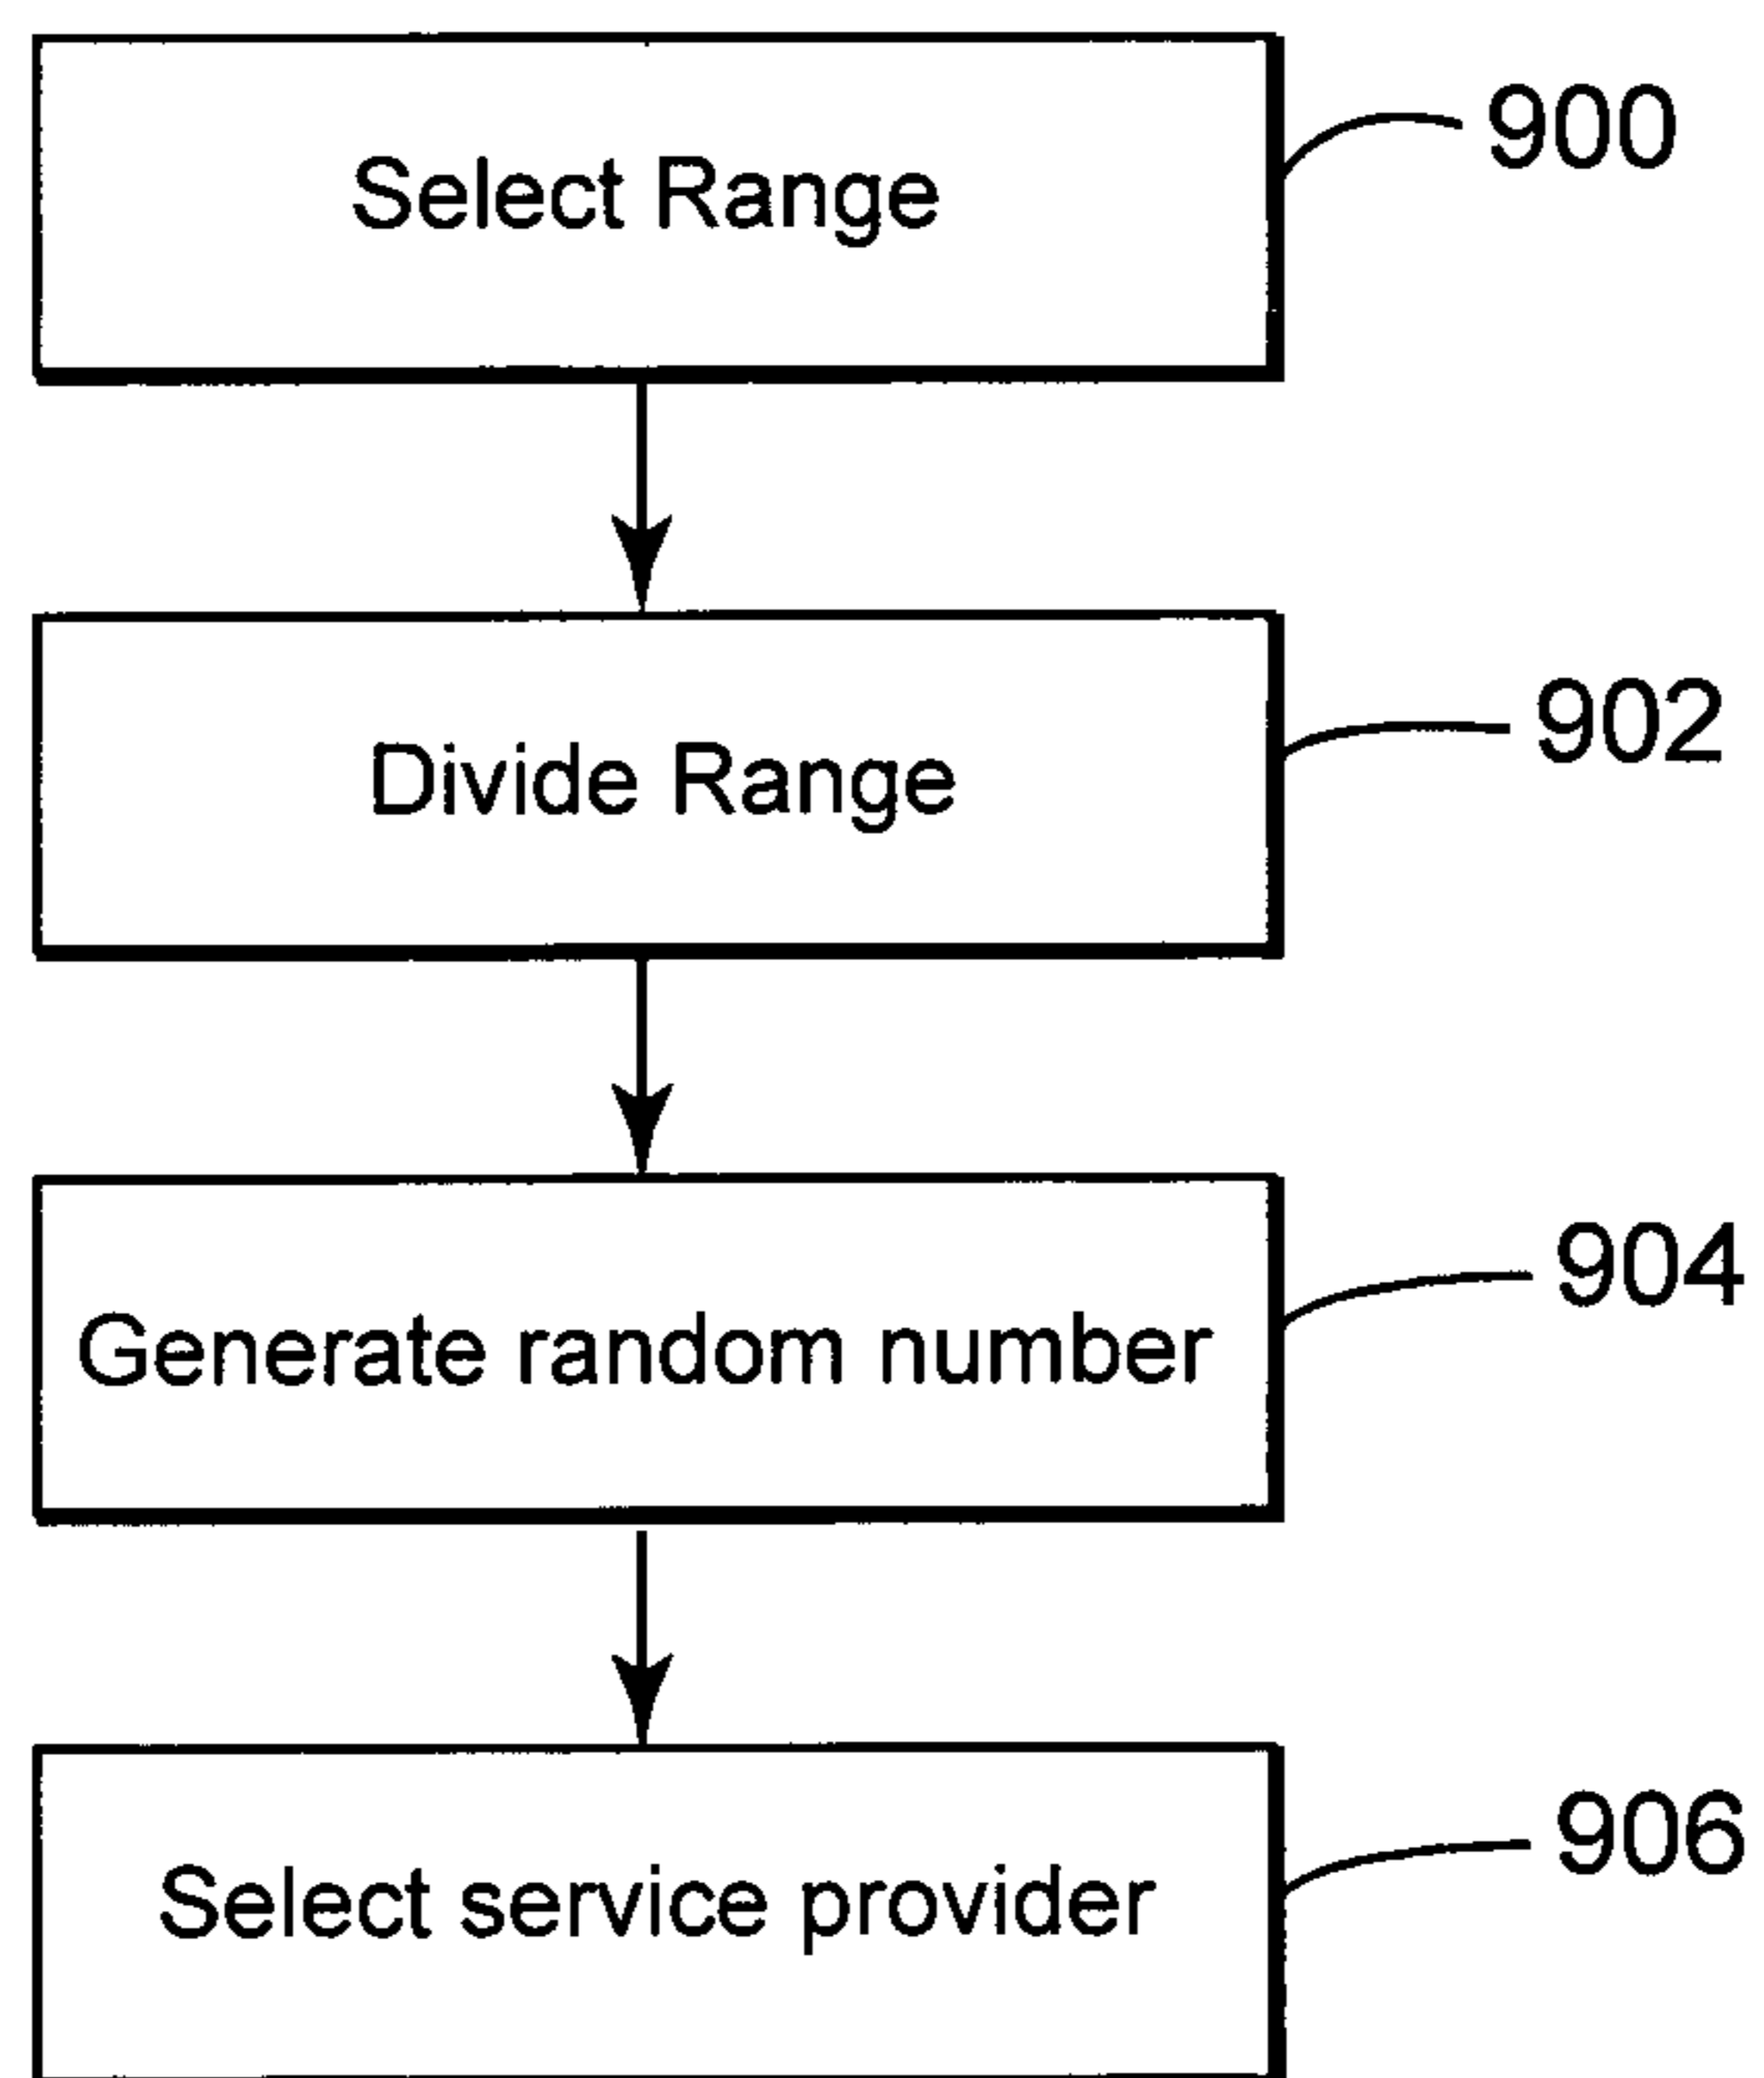 Select Range
900
Divide Range
902
Generate random number
904
Select service provider
906